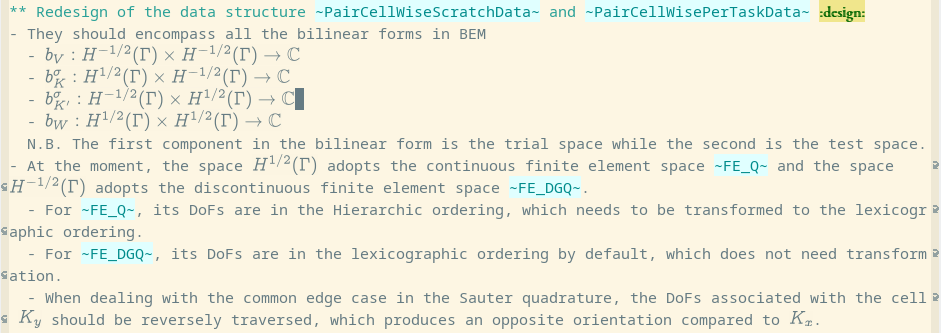 ** Redesign of the data structure ~PairCellWiseScratchData~ and ~PairCellWisePerTaskData~ :design:
- They should encompass all the bilinear forms in BEM
- $b_V : H^{-1/2}(\Gamma) \times H^{-1/2}(\Gamma) \to \mathbb{C}$
- $b_K^\sigma : H^{1/2}(\Gamma) \times H^{-1/2}(\Gamma) \to \mathbb{C}$
- $b_{K'}^\sigma : H^{-1/2}(\Gamma) \times H^{1/2}(\Gamma) \to \mathbb{C}$
- $b_W : H^{1/2}(\Gamma) \times H^{1/2}(\Gamma) \to \mathbb{C}$
N.B. The first component in the bilinear form is the trial space while the second is the test space.
- At the moment, the space $H^{1/2}(\Gamma)$ adopts the continuous finite element space ~FE_Q~ and the space
$H^{-1/2}(\Gamma)$ adopts the discontinuous finite element space ~FE_DGQ~.
- For ~FE_Q~, its DoFs are in the Hierarchic ordering, which needs to be transformed to the lexicogr
aphic ordering.
- For ~FE_DGQ~, its DoFs are in the lexicographic ordering by default, which does not need transform
ation.
- When dealing with the common edge case in the Sauter quadrature, the DoFs associated with the cell
$K_y$ should be reversely traversed, which produces an opposite orientation compared to $K_x$.